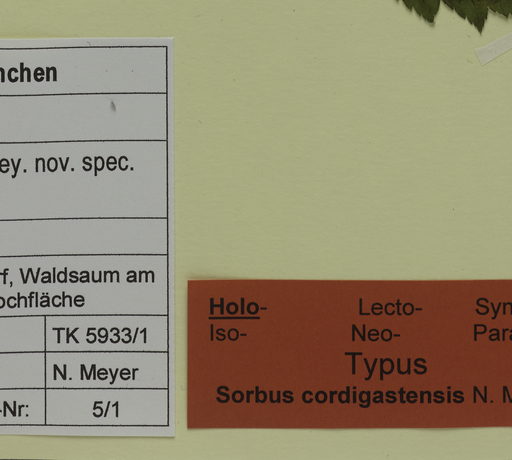 nchen
ey. nov. spec.
rf, Waldsaum am
ochfläche
TK 5933/1
N. Meyer
-Nr: 5/1
Holo- Lecto- Syn
Iso- Neo- Para
Typus
Sorbus cordigastensis N. M